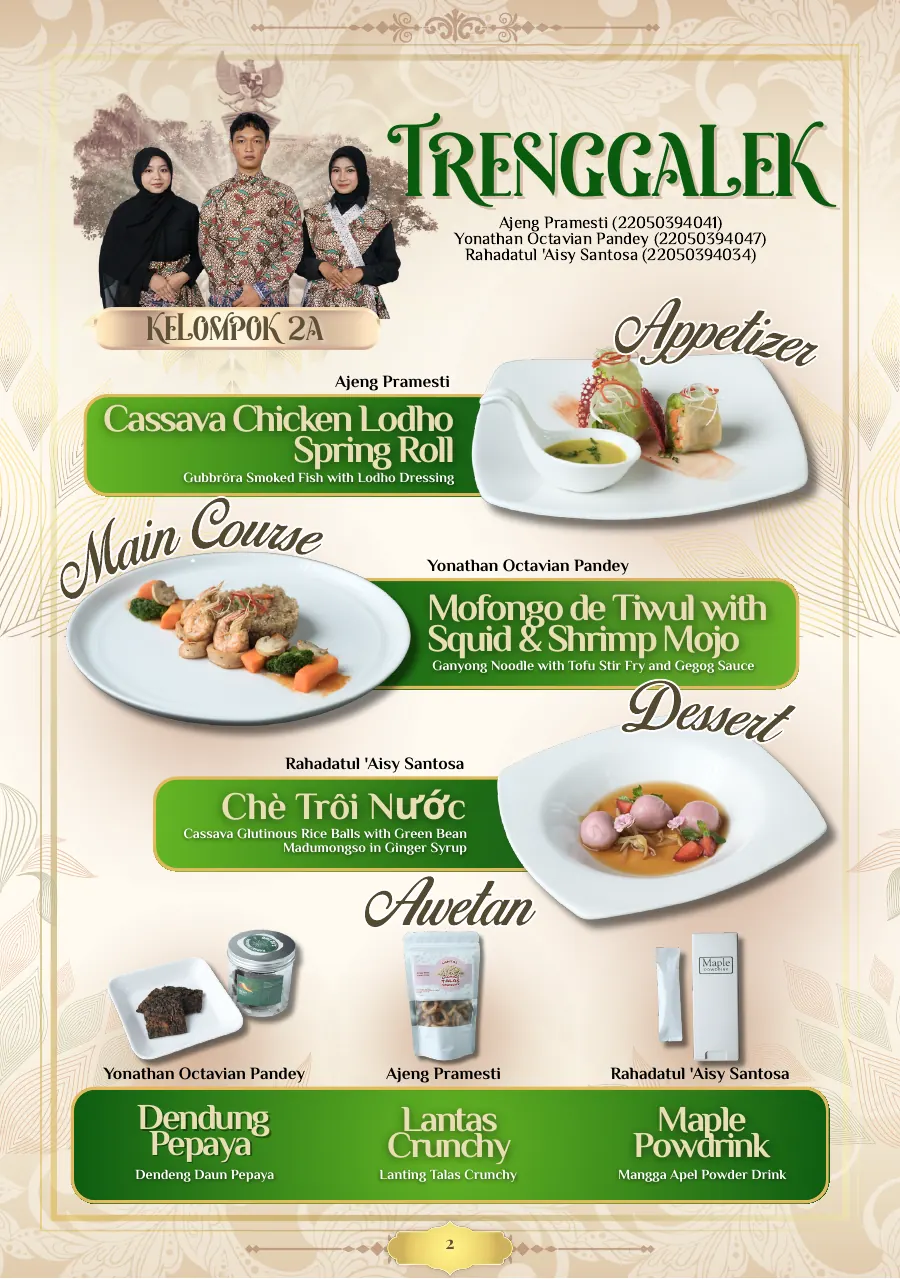 TRENGGALEK
Ajeng Pramesti (22050394041)
Yonathan Octavian Pandey (22050394047)
Rahadatul 'Aisy Santosa (22050394034)
KELOMPOK 2A
Appetizer
Ajeng Pramesti
Cassava Chicken Lodho
Spring Roll
Gubbröra Smoked Fish with Lodho Dressing
Main Course
Yonathan Octavian Pandey
Mofongo de Tiwul with
Squid & Shrimp Mojo
Ganyong Noodle with Tofu Stir Fry and Gegog Sauce
Dessert
Rahadatul 'Aisy Santosa
Chè Trôi Nước
Cassava Glutinous Rice Balls with Green Bean
Madumongso in Ginger Syrup
Awetan
Maple
POWDRINK
Yonathan Octavian Pandey
Ajeng Pramesti
Rahadatul 'Aisy Santosa
Dendung
Pepaya
Dendeng Daun Pepaya
Lantas
Crunchy
Lanting Talas Crunchy
Maple
Powdrink
Mangga Apel Powder Drink
2